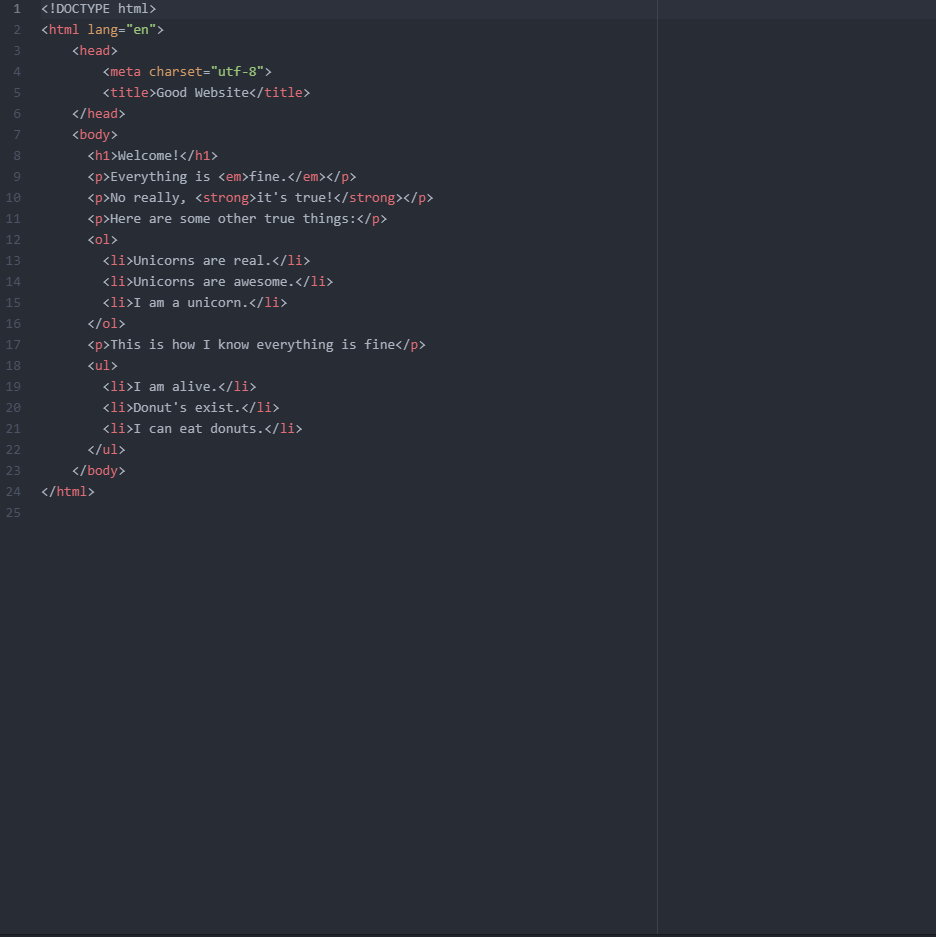 1 <!DOCTYPE html>
2 <html lang="en">
3     <head>
4         <meta charset="utf-8">
5         <title>Good Website</title>
6     </head>
7     <body>
8       <h1>Welcome!</h1>
9       <p>Everything is <em>fine.</em></p>
10       <p>No really, <strong>it's true!</strong></p>
11       <p>Here are some other true things:</p>
12       <ol>
13         <li>Unicorns are real.</li>
14         <li>Unicorns are awesome.</li>
15         <li>I am a unicorn.</li>
16       </ol>
17       <p>This is how I know everything is fine</p>
18       <ul>
19         <li>I am alive.</li>
20         <li>Donut's exist.</li>
21         <li>I can eat donuts.</li>
22       </ul>
23     </body>
24 </html>
25